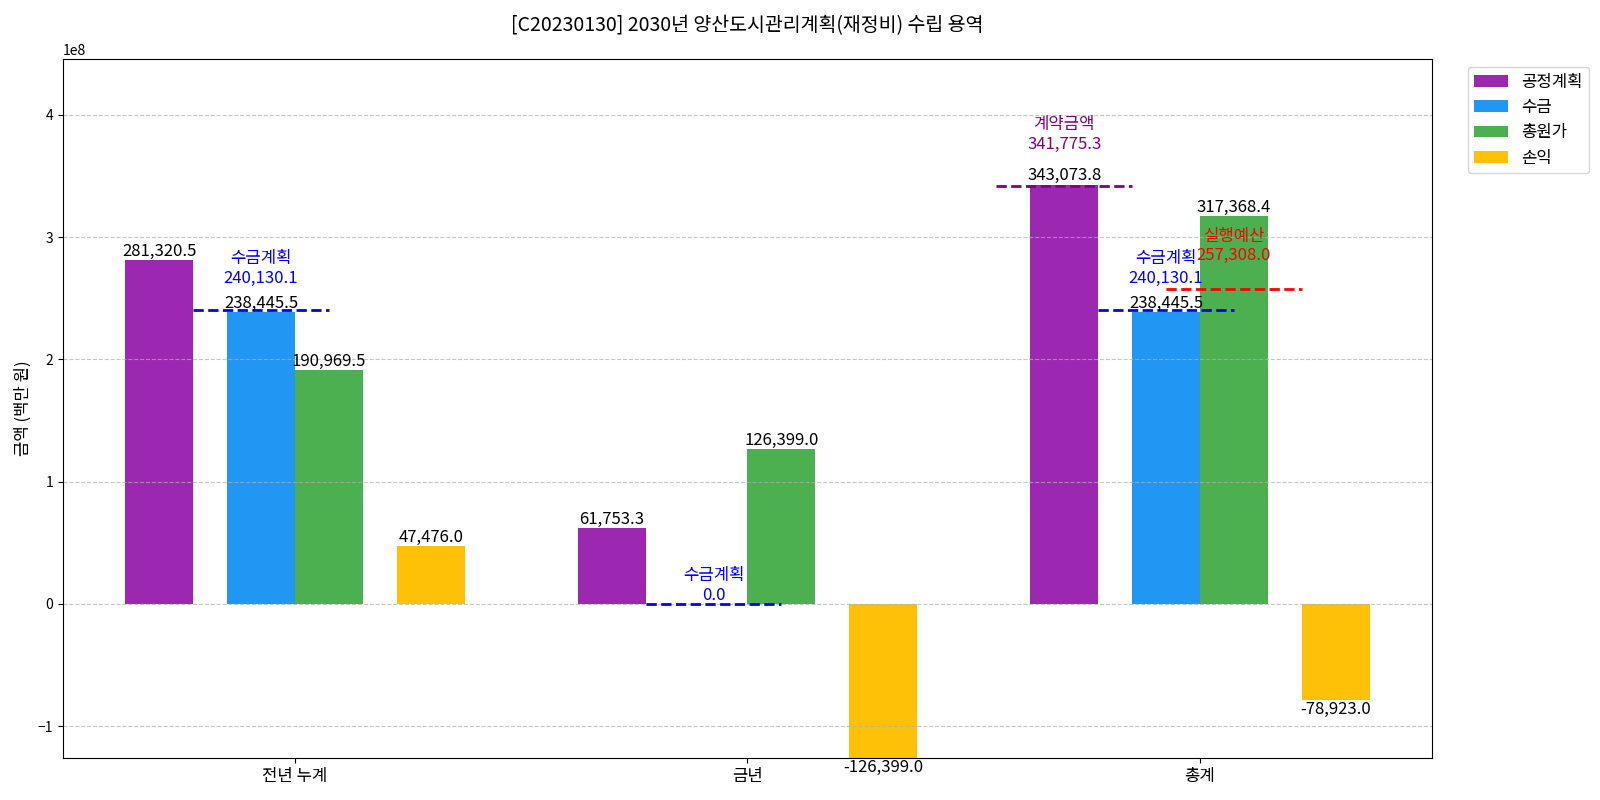 [C20230130] 2030년 양산도시관리계획(재정비) 수립 용역
1e8
공정계획
수금
총원가
손익
4
3
2
1
0
−1
금액 (백만 원)
281,320.5
수금계획
240,130.1
238,445.5
190,969.5
47,476.0
61,753.3
수금계획
0.0
126,399.0
-126,399.0
계약금액
341,775.3
343,073.8
수금계획
240,130.1
238,445.5
317,368.4
실행예산
257,308.0
-78,923.0
전년 누계
금년
총계